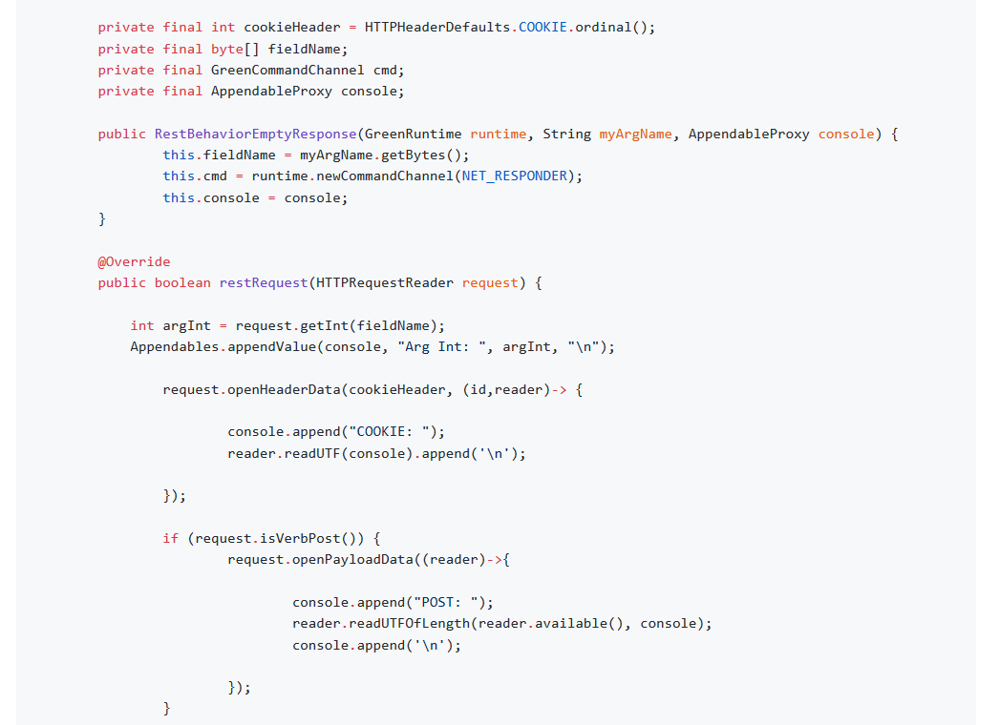 private final int cookieHeader = HTTPHeaderDefaults.COOKIE.ordinal();
private final byte[] fieldName;
private final GreenCommandChannel cmd;
private final AppendableProxy console;
public RestBehaviorEmptyResponse(GreenRuntime runtime, String myArgName, AppendableProxy console) {
this.fieldName = myArgName.getBytes();
this.cmd = runtime.newCommandChannel(NET_RESPONDER);
this.console = console;
}
@Override
public boolean restRequest(HTTPRequestReader request) {
int argInt = request.getInt(fieldName);
Appendables.appendValue(console, "Arg Int: ", argInt, "\n");
request.openHeaderData(cookieHeader, (id,reader)-> {
console.append("COOKIE: ");
reader.readUTF(console).append('\n');
});
if (request.isVerbPost()) {
request.openPayloadData((reader)->{
console.append("POST: ");
reader.readUTFOfLength(reader.available(), console);
console.append('\n');
});
}